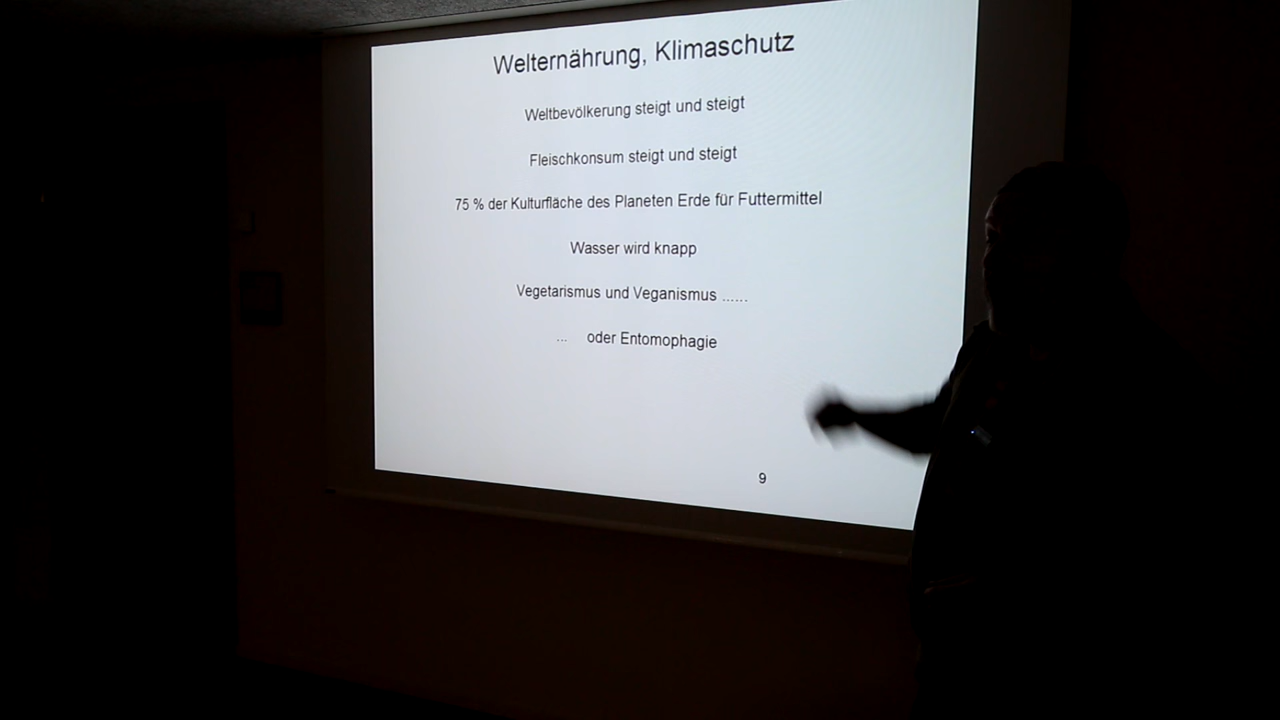 Welternährung, Klimaschutz
Weltbevölkerung steigt und steigt
Fleischkonsum steigt und steigt
75 % der Kulturfläche des Planeten Erde für Futtermittel
Wasser wird knapp
Vegetarismus und Veganismus ......
... oder Entomophagie
9